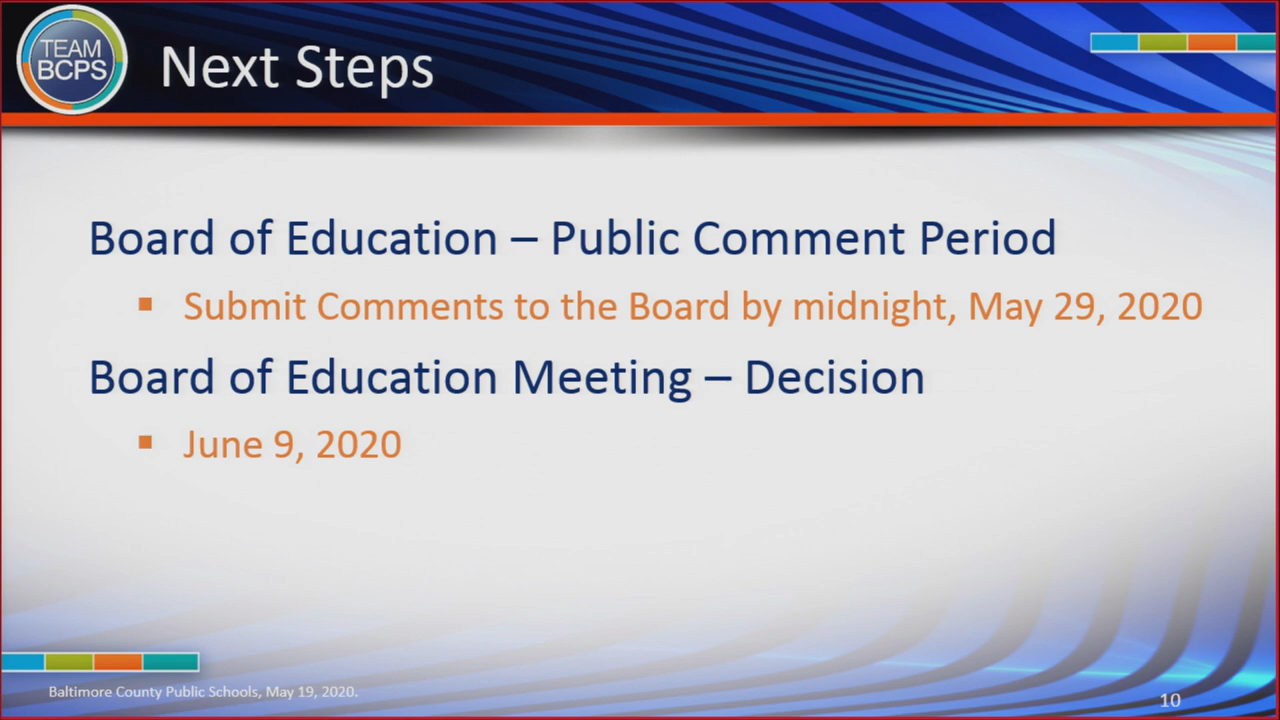 TEAM
BCPS
Next Steps
Board of Education – Public Comment Period
▪ Submit Comments to the Board by midnight, May 29, 2020
Board of Education Meeting – Decision
▪ June 9, 2020
Baltimore County Public Schools, May 19, 2020.
10